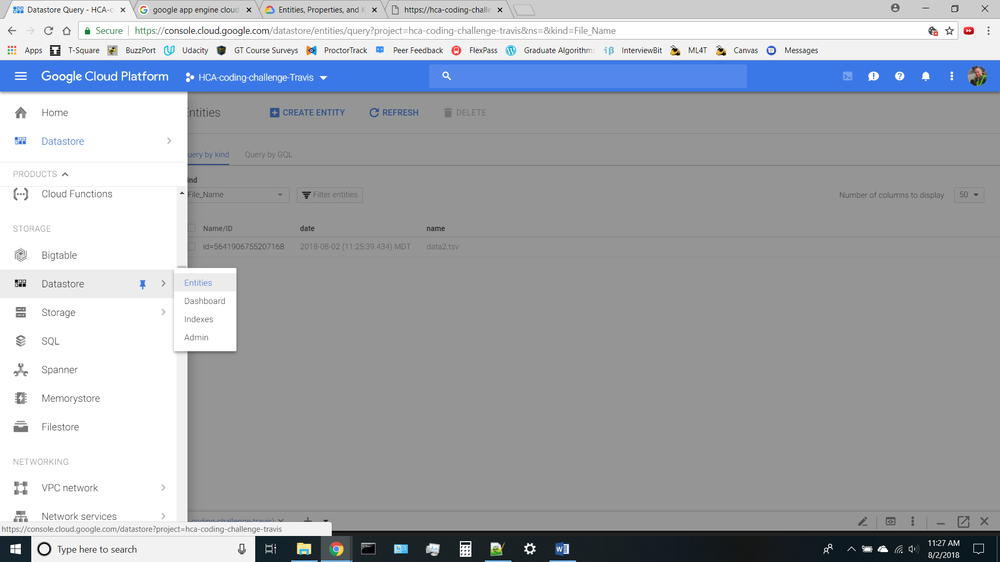 Datastore Query - HCA-c
google app engine cloud
Entities, Properties, and K
https://hca-coding-challe
Secure
https://console.cloud.google.com/datastore/entities/query?project=hca-coding-challenge-travis&ns=&kind=File_Name
Apps T-Square BuzzPort Udacity GT Course Surveys ProctorTrack Peer Feedback FlexPass Graduate Algorithms InterviewBit ML4T Canvas Messages
Google Cloud Platform HCA-coding-challenge-Travis
Home
Datastore
PRODUCTS
Cloud Functions
STORAGE
Bigtable
Datastore
Storage
SQL
Spanner
Memorystore
Filestore
NETWORKING
VPC network
Network services
Entities
Dashboard
Indexes
Admin
Entities CREATE ENTITY REFRESH DELETE
uery by kind Query by GQL
ind
File_Name Filter entities Number of columns to display 50
Name/ID date name
id=5641906755207168 2018-08-02 (11:25:39.434) MDT data2.tsv
-coding-challenge-travis)
https://console.cloud.google.com/datastore?project=hca-coding-challenge-travis
Type here to search
11:27 AM
8/2/2018